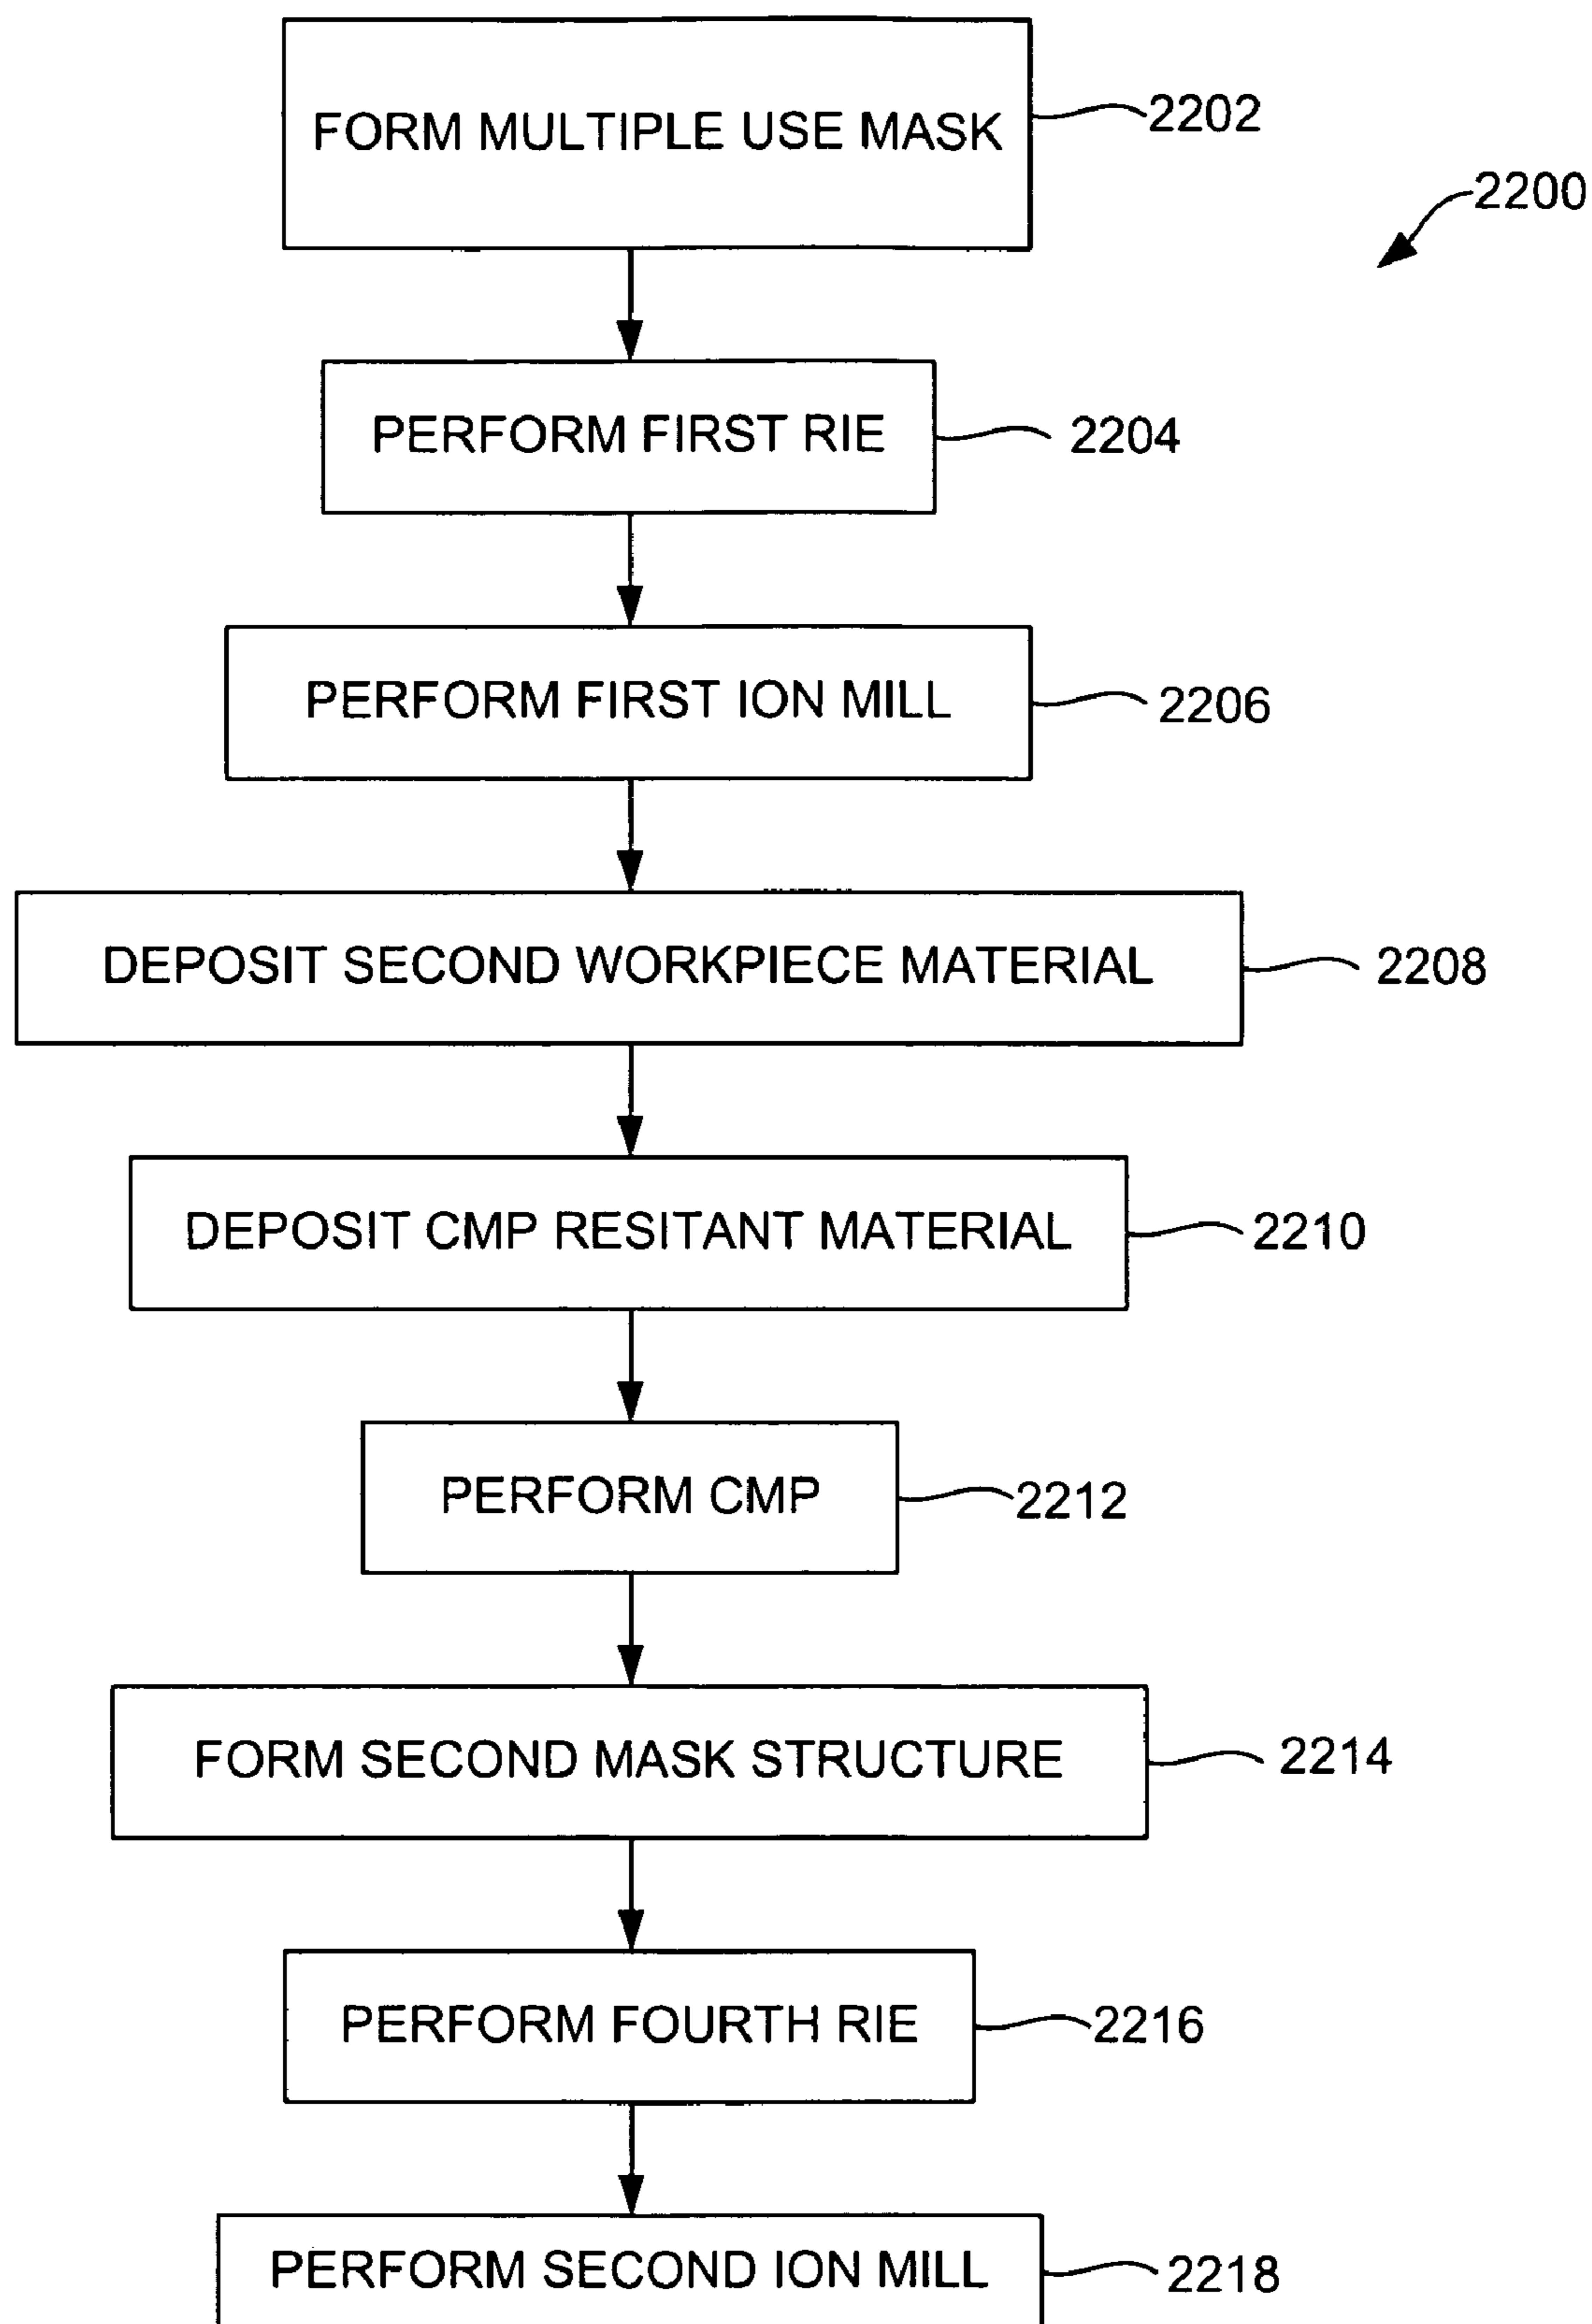 FORM MULTIPLE USE MASK
2202
2200
PERFORM FIRST RIE
2204
PERFORM FIRST ION MILL
2206
DEPOSIT SECOND WORKPIECE MATERIAL
2208
DEPOSIT CMP RESITANT MATERIAL
2210
PERFORM CMP
2212
FORM SECOND MASK STRUCTURE
2214
PERFORM FOURTH RIE
2216
PERFORM SECOND ION MILL
2218